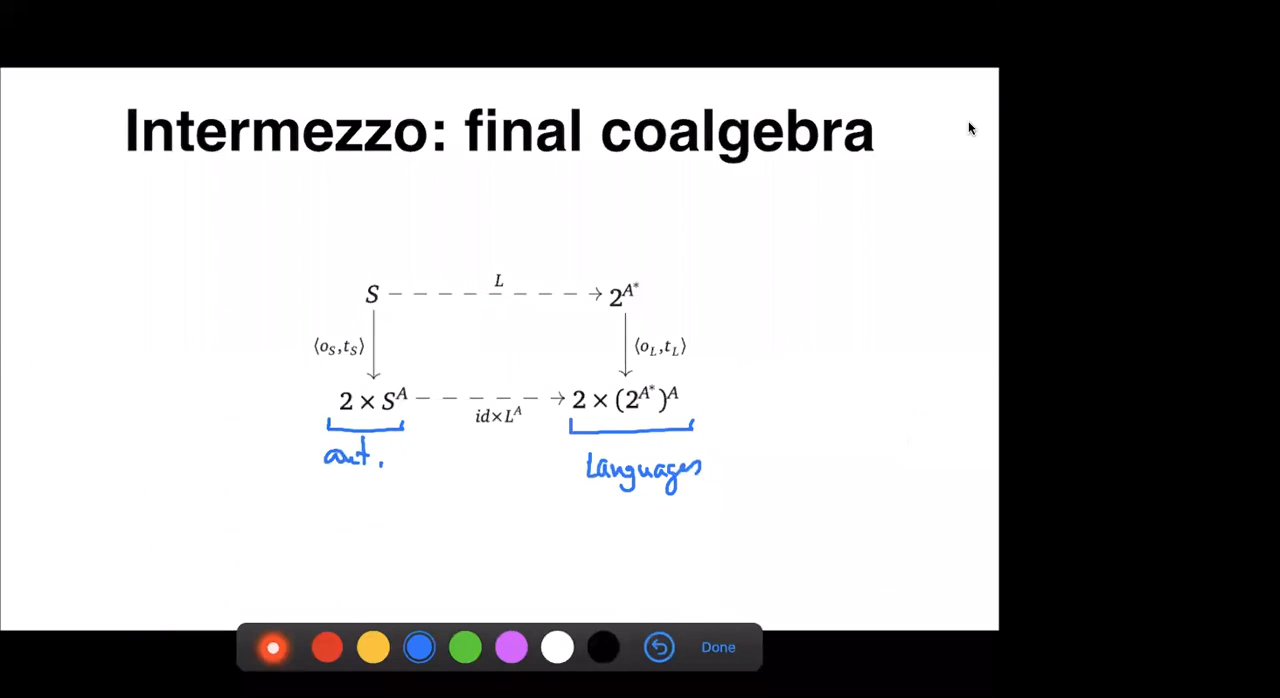 Intermezzo: final coalgebra
L
S 2^{A^*}
⟨o_S,t_S⟩ ⟨o_L,t_L⟩
2 × S^A 2 × (2^{A^*})^A
id×L^A
aut.
Languages
Done